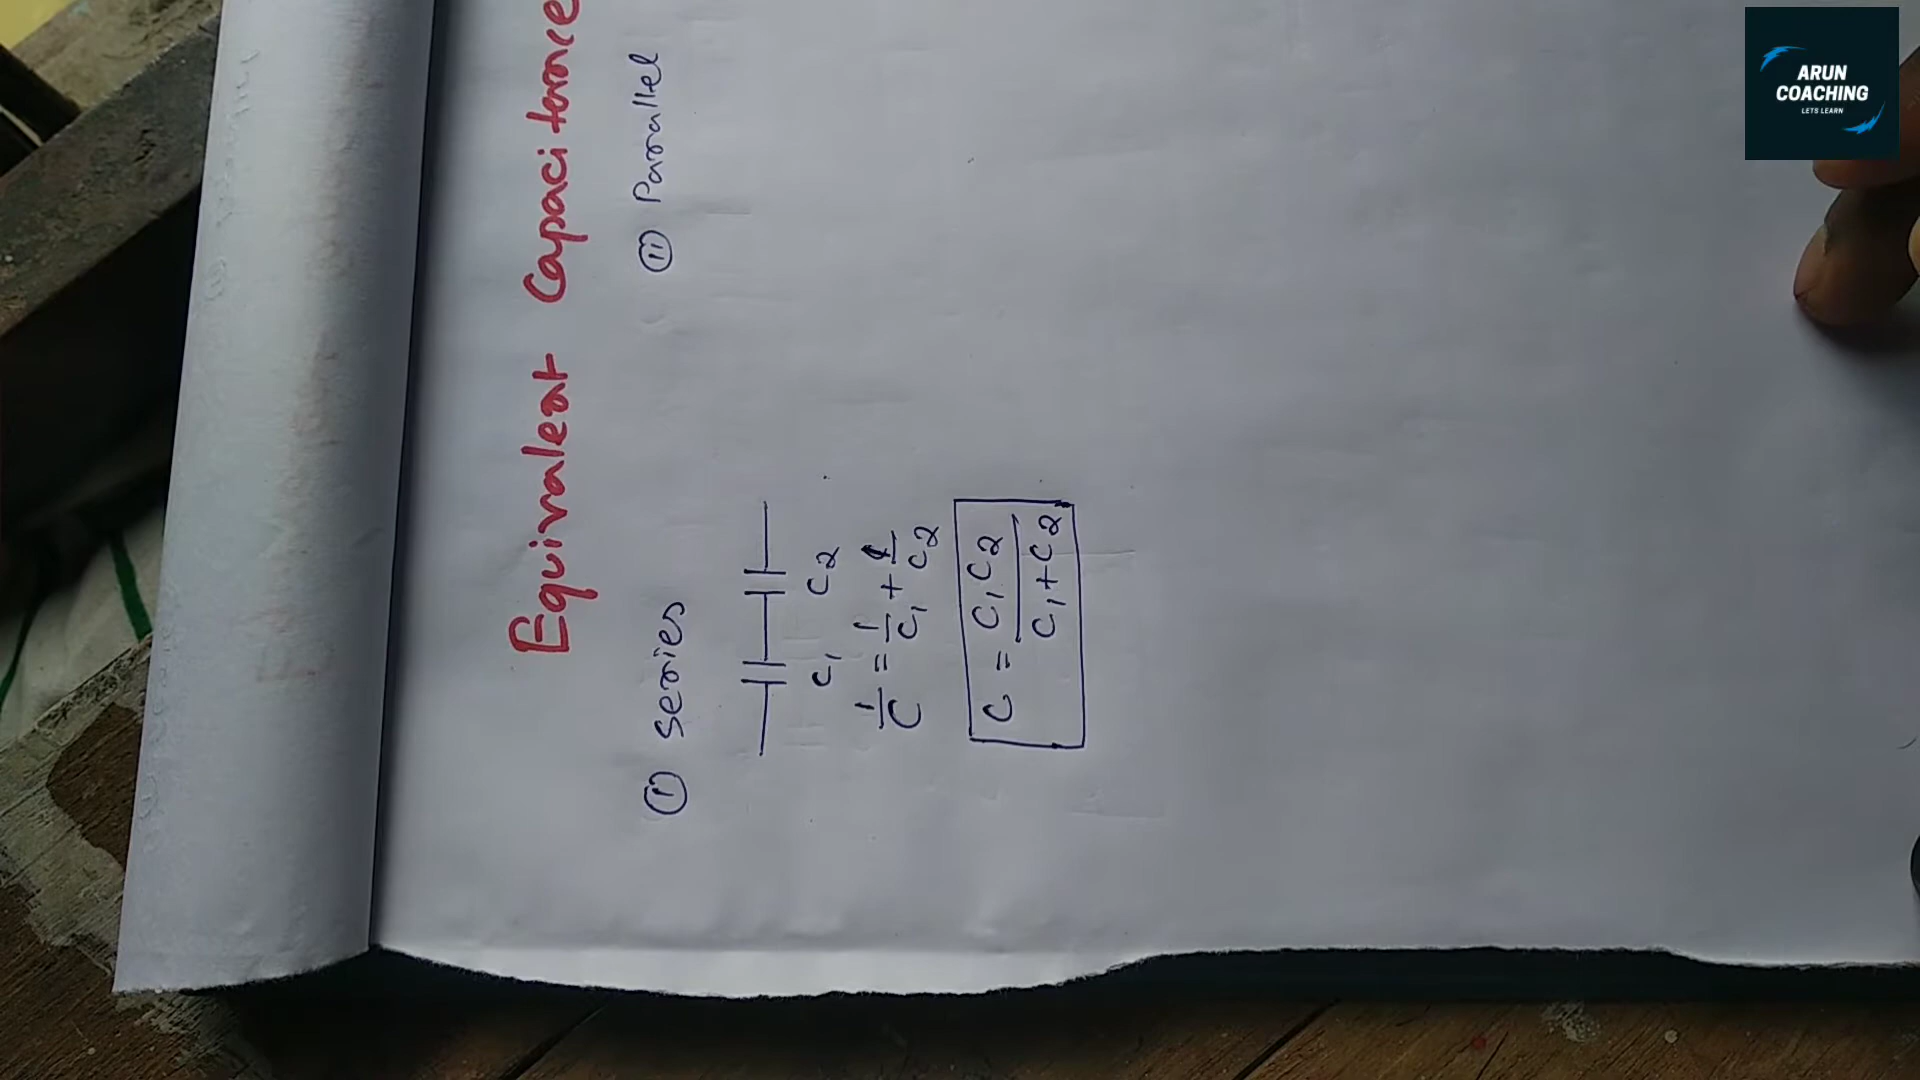 Equivalent Capacitance
(i) series
(ii) Parallel
C₁ C₂
1/C = 1/C₁ + 1/C₂
C = C₁C₂/C₁+C₂
ARUN
COACHING
LETS LEARN